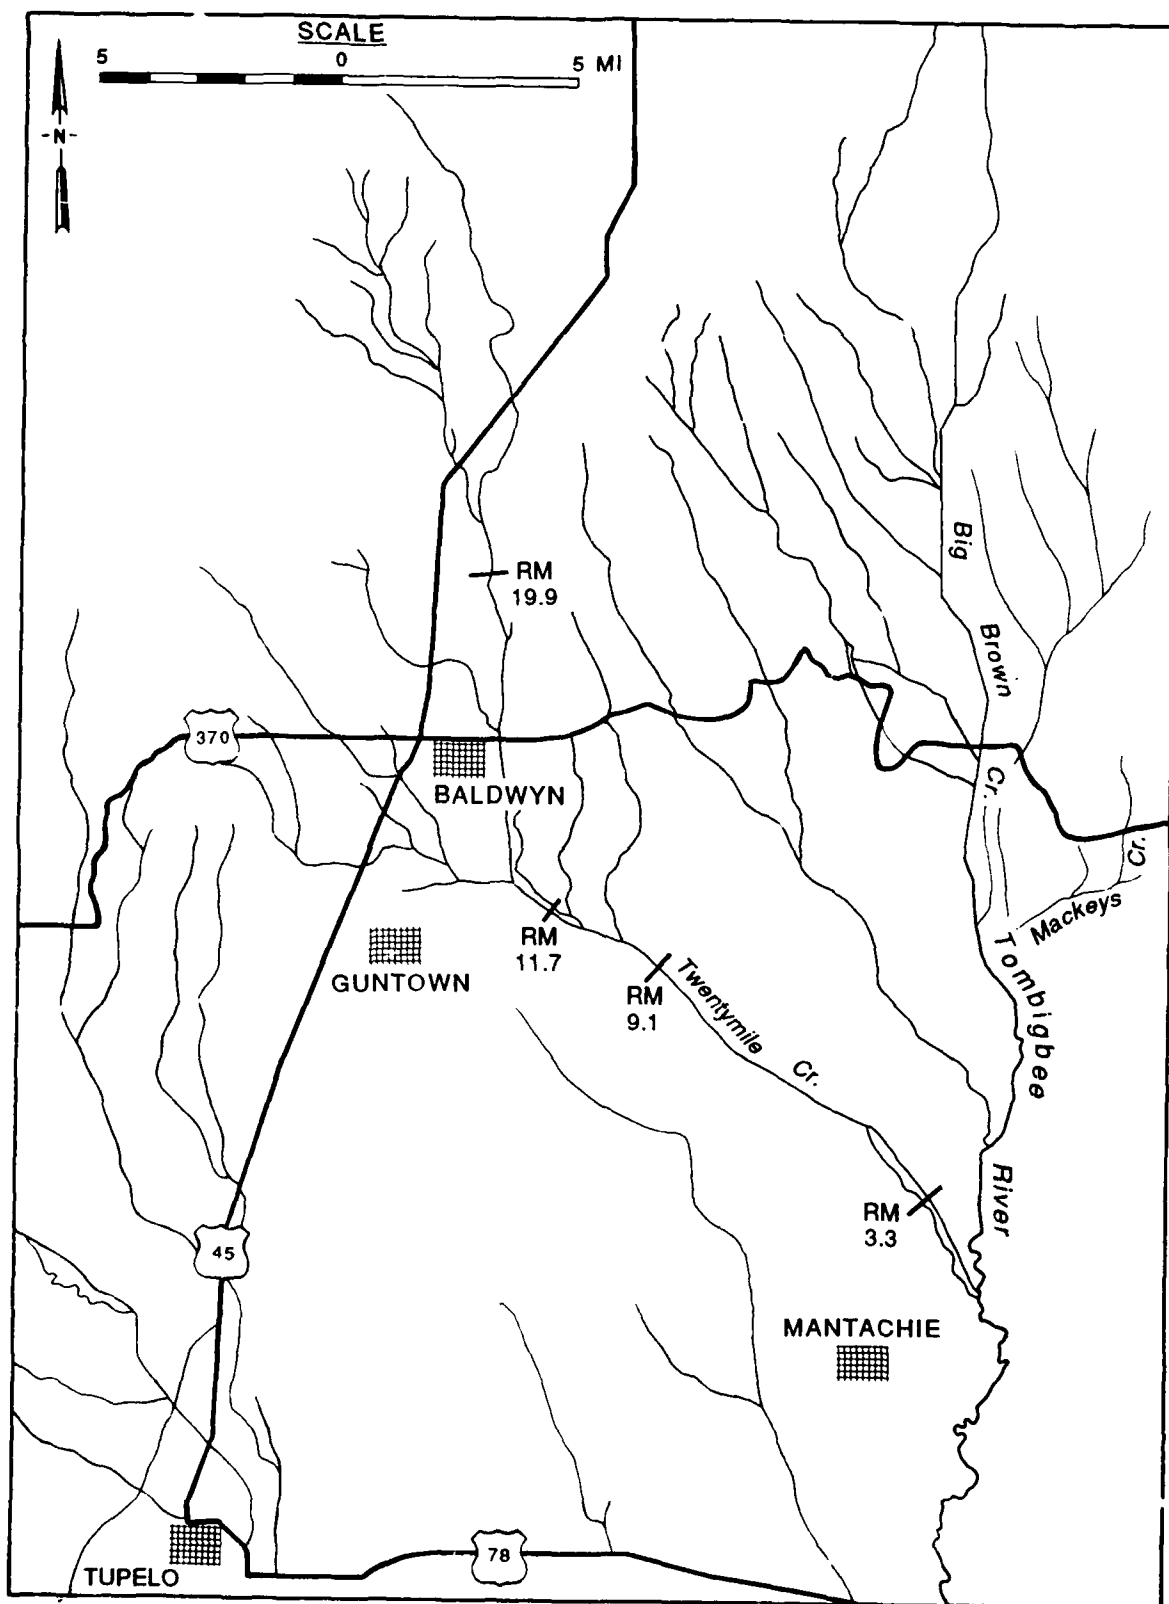 SCALE
5 0 5 MI
-N-
Big
RM
19.9
Brown
370
BALDWYN
Cr.
Cr.
Mackeys
RM
11.7
GUNTOWN
RM
9.1
Twentymile Cr.
Tombigbee
River
RM
3.3
45
MANTACHIE
78
TUPELO